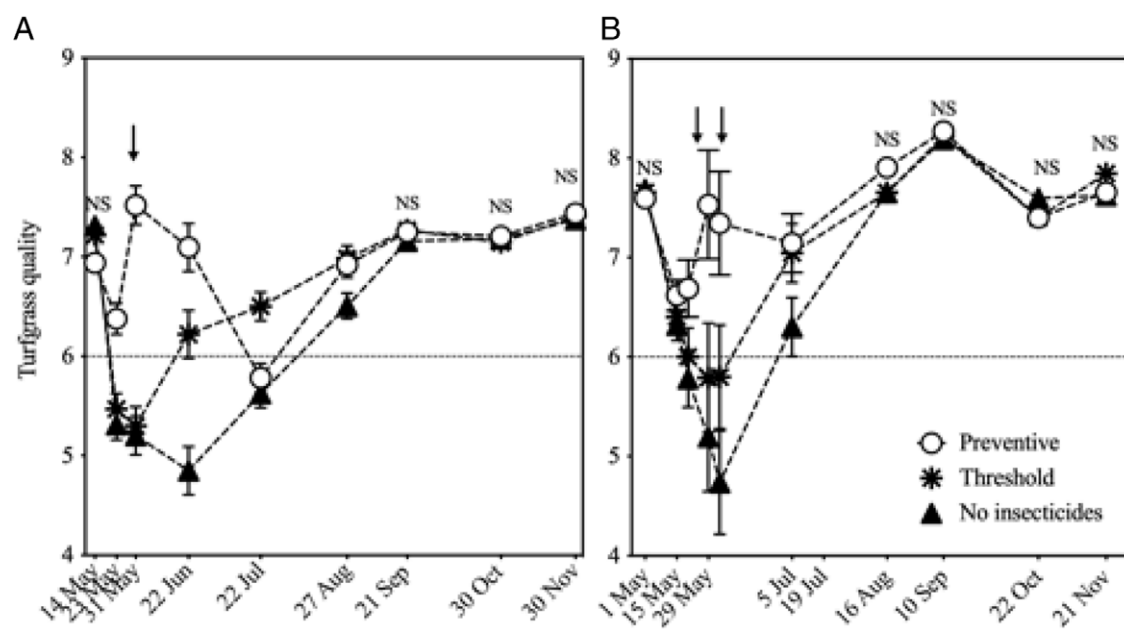 A
B
9
8
7
6
5
4
Turfgrass quality
NS
NS
NS
NS
9
8
7
6
5
4
NS
NS
NS
NS
NS
Preventive
Threshold
No insecticides
14 May
31 May
22 Jun
22 Jul
27 Aug
21 Sep
30 Oct
30 Nov
1 May
15 May
29 May
5 Jul
19 Jul
16 Aug
10 Sep
22 Oct
21 Nov